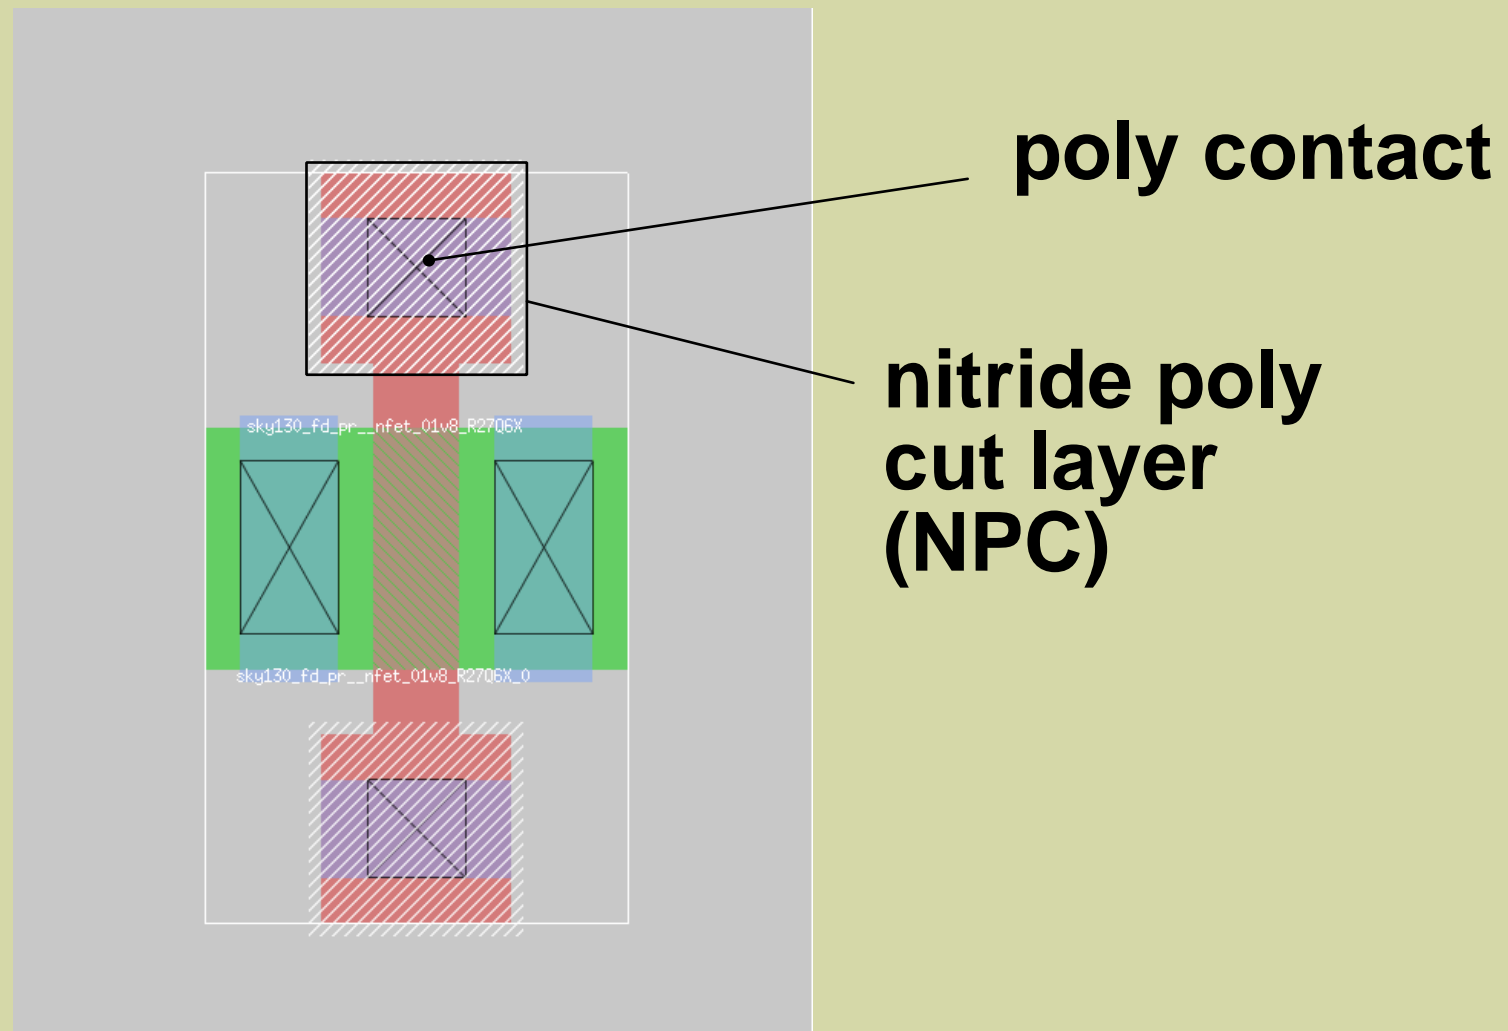 poly contact
nitride poly
cut layer
(NPC)
sky130_fd_pr__nfet_01v8_R27Q6X
sky130_fd_pr__nfet_01v8_R27Q6X_0